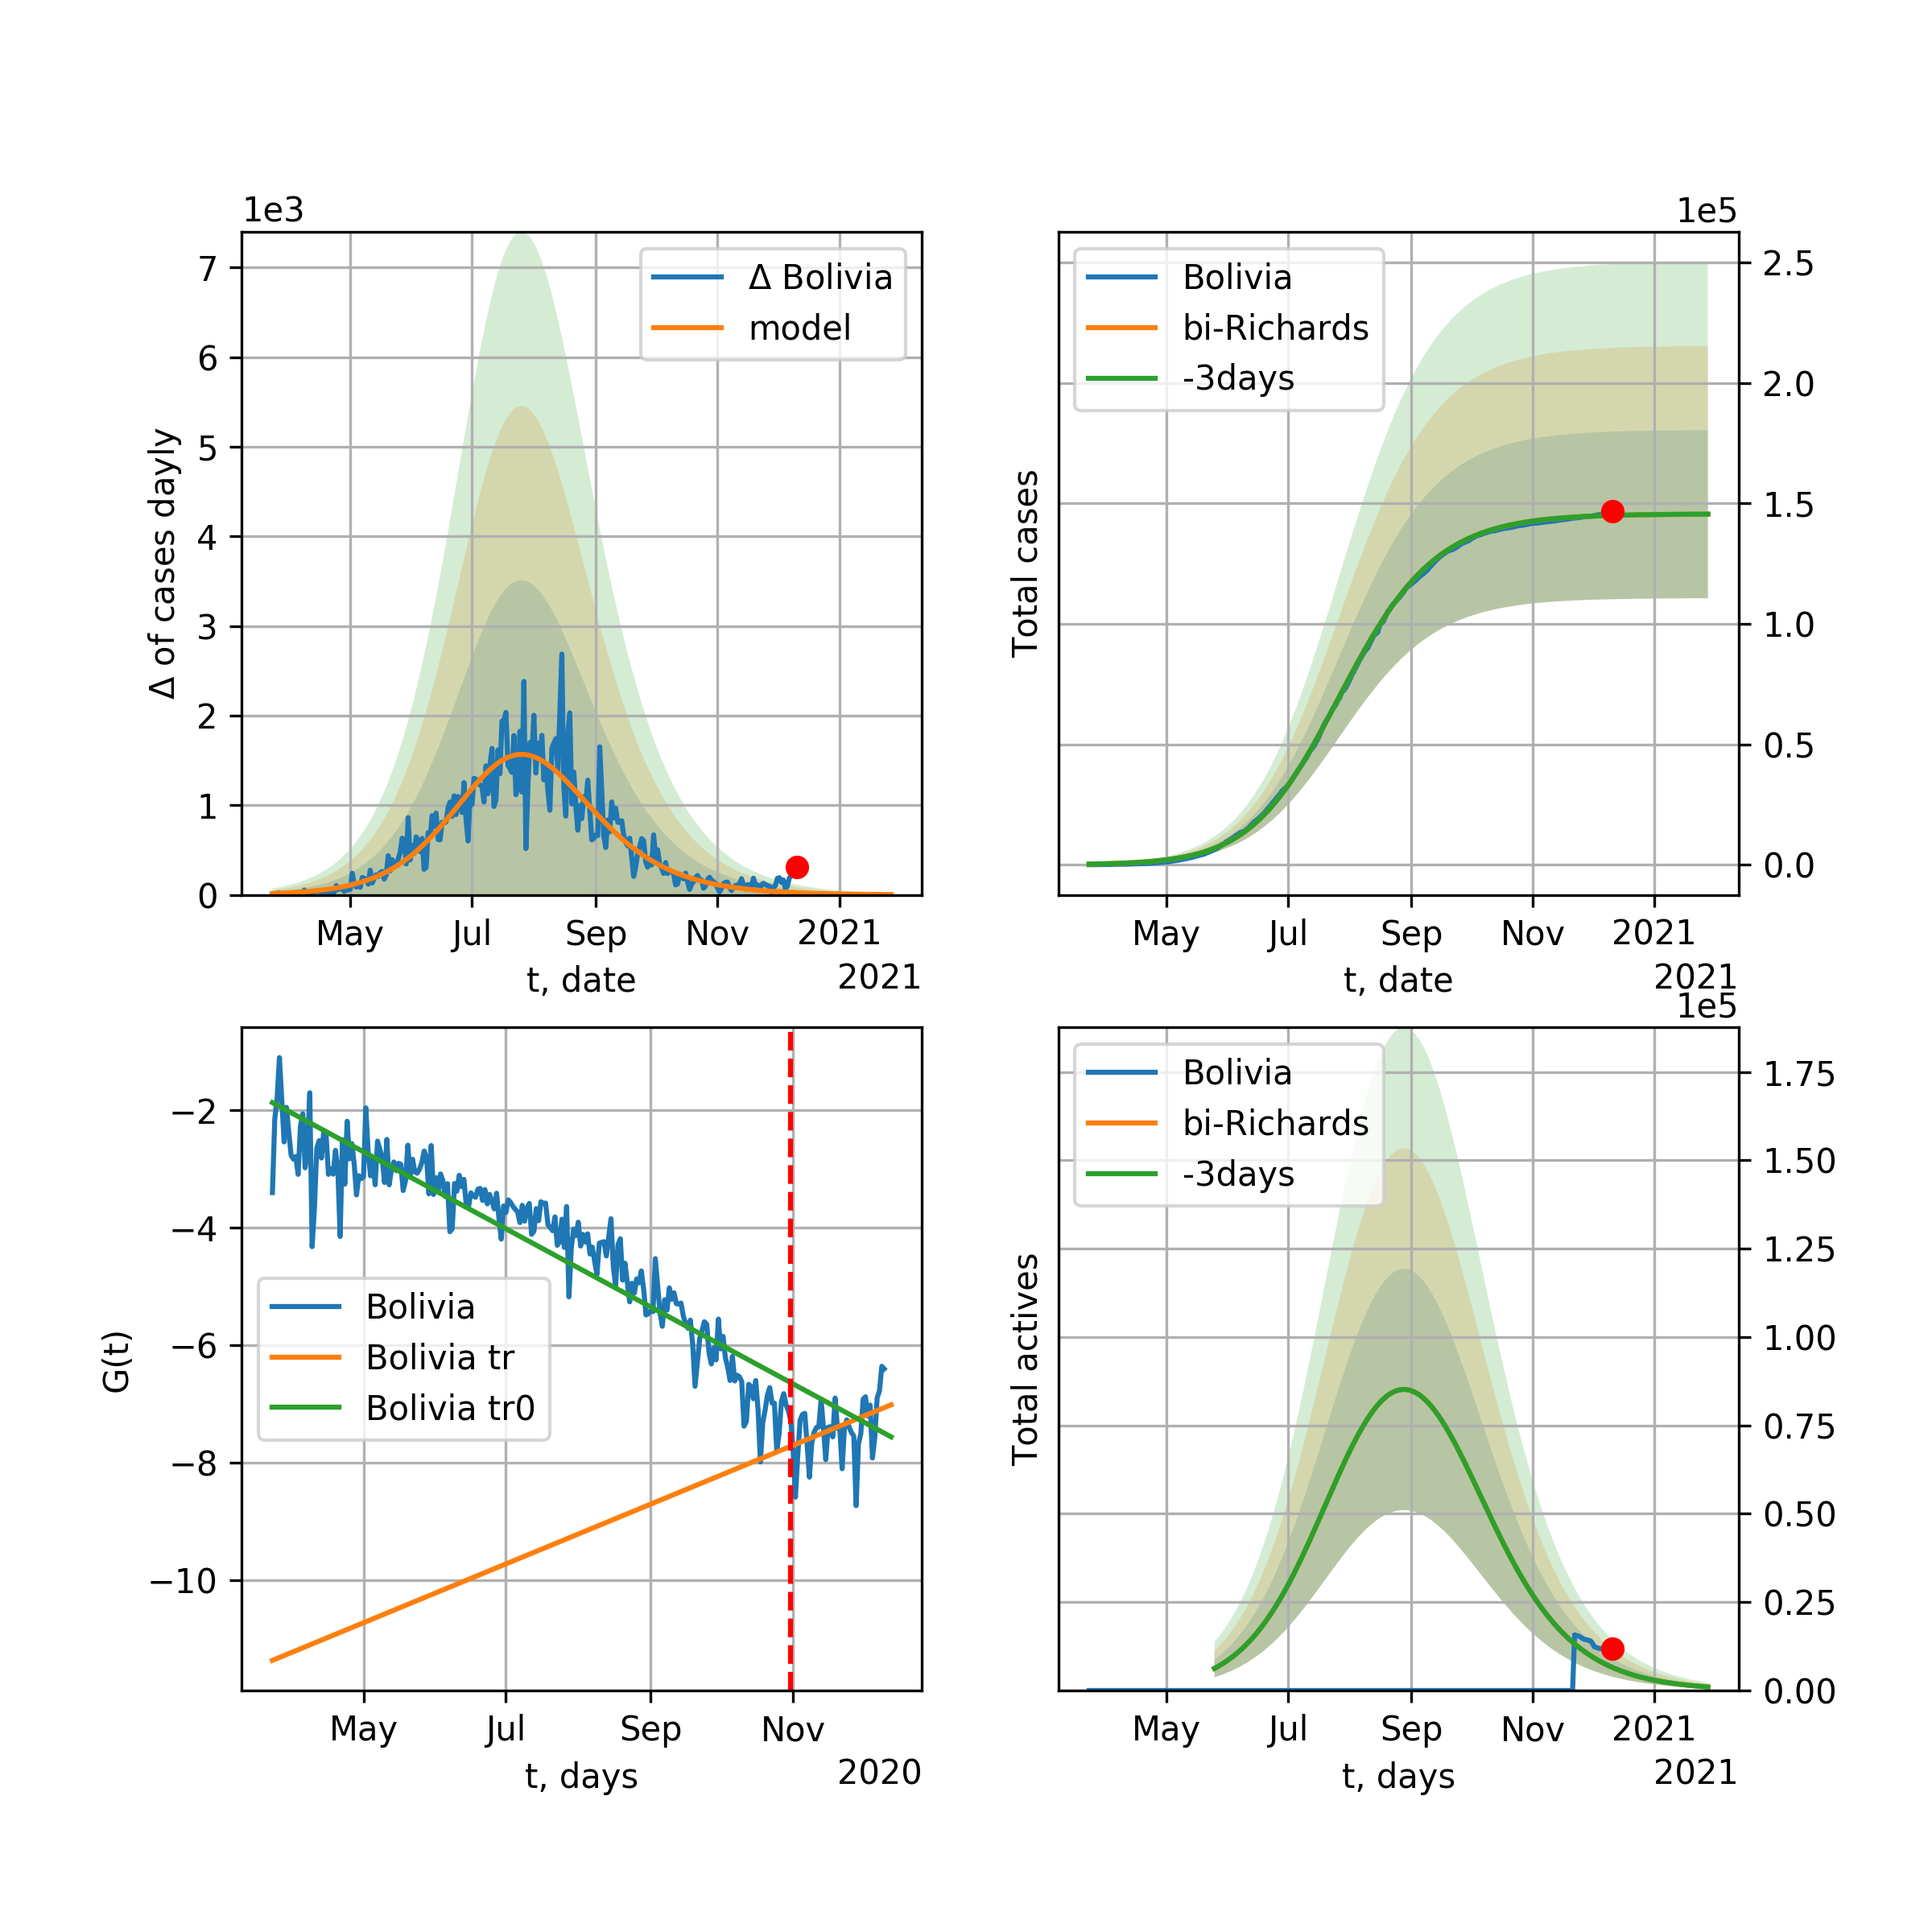 1e3
7
6
5
4
3
2
1
0
Δ of cases dayly
Δ Bolivia
model
May Jul Sep Nov 2021
t, date
2021
1e5
2.5
2.0
1.5
1.0
0.5
0.0
Total cases
Bolivia
bi-Richards
-3days
May Jul Sep Nov 2021
t, date
2021
−2
−4
−6
−8
−10
G(t)
Bolivia
Bolivia tr
Bolivia tr0
May Jul Sep Nov
t, days
2020
1e5
1.75
1.50
1.25
1.00
0.75
0.50
0.25
0.00
Total actives
Bolivia
bi-Richards
-3days
May Jul Sep Nov 2021
t, days
2021